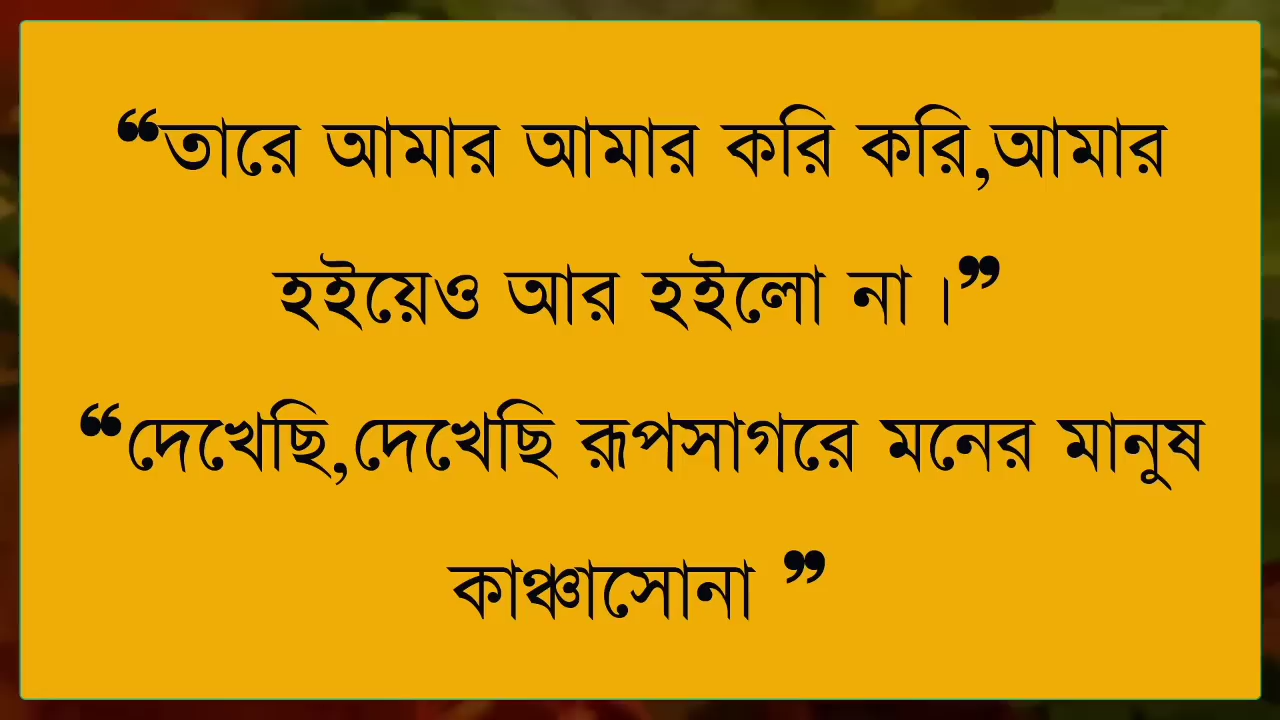 “তারে আমার আমার করি করি,আমার
হইয়েও আর হইলো না।”
“দেখেছি,দেখেছি রূপসাগরে মনের মানুষ
কাঞ্চাসোনা ”